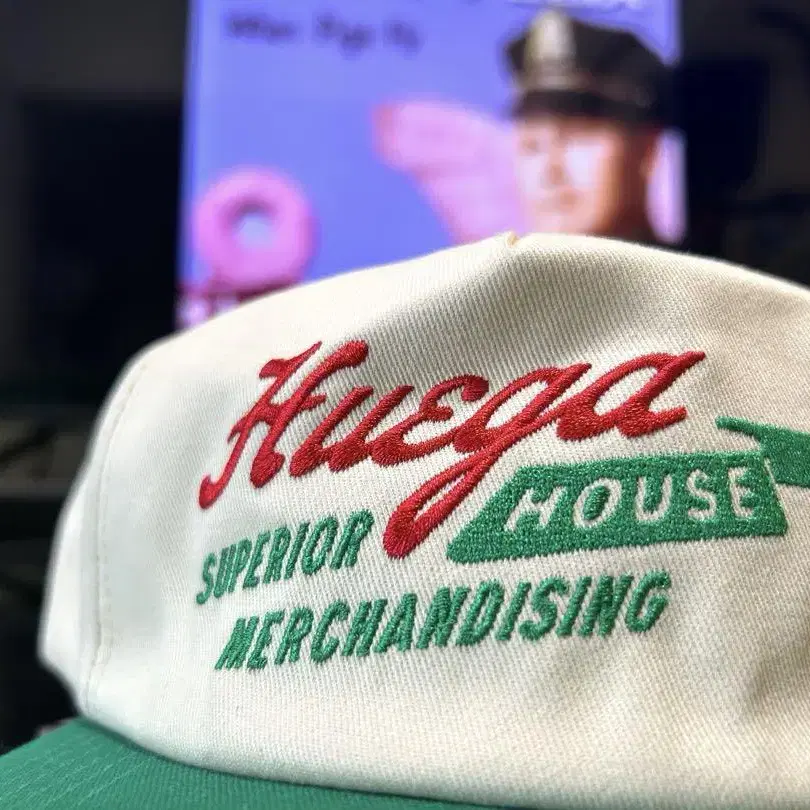 Huega
HOUSE
SUPERIOR
MERCHANDISING